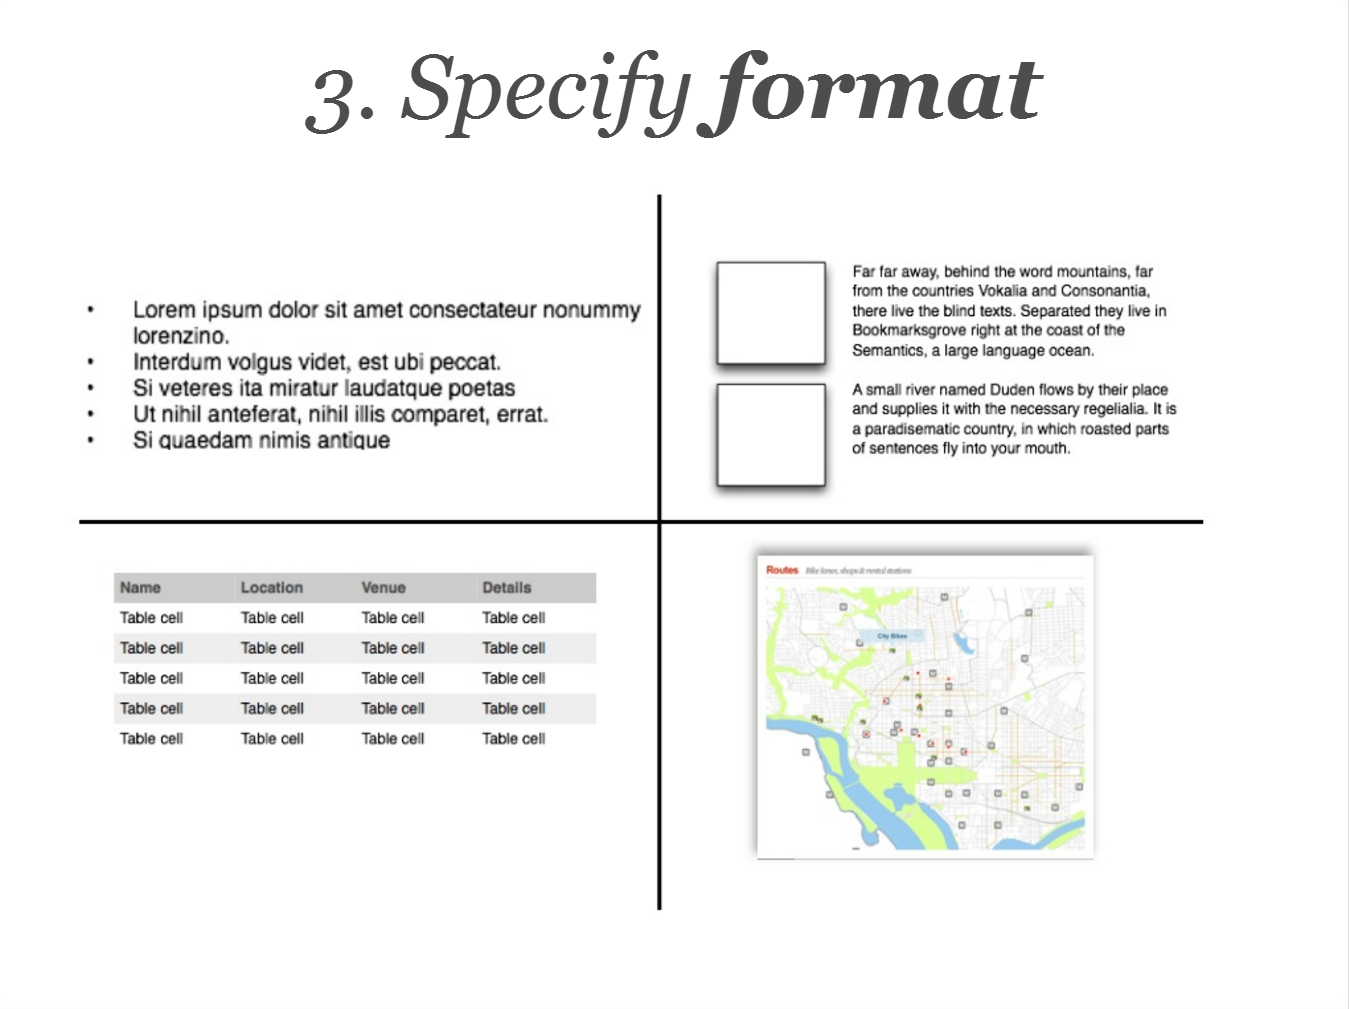 3. Specify format
• Lorem ipsum dolor sit amet consectateur nonummy
lorenzino.
• Interdum volgus videt, est ubi peccat.
• Si veteres ita miratur laudatque poetas
• Ut nihil anteferat, nihil illis comparet, errat.
• Si quaedam nimis antique
Far far away, behind the word mountains, far
from the countries Vokalia and Consonantia,
there live the blind texts. Separated they live in
Bookmarksgrove right at the coast of the
Semantics, a large language ocean.
A small river named Duden flows by their place
and supplies it with the necessary regelialia. It is
a paradisematic country, in which roasted parts
of sentences fly into your mouth.
Name Location Venue Details
Table cell Table cell Table cell Table cell
Table cell Table cell Table cell Table cell
Table cell Table cell Table cell Table cell
Table cell Table cell Table cell Table cell
Table cell Table cell Table cell Table cell
Routes Bike lanes, shops & rental stations
City Bikes